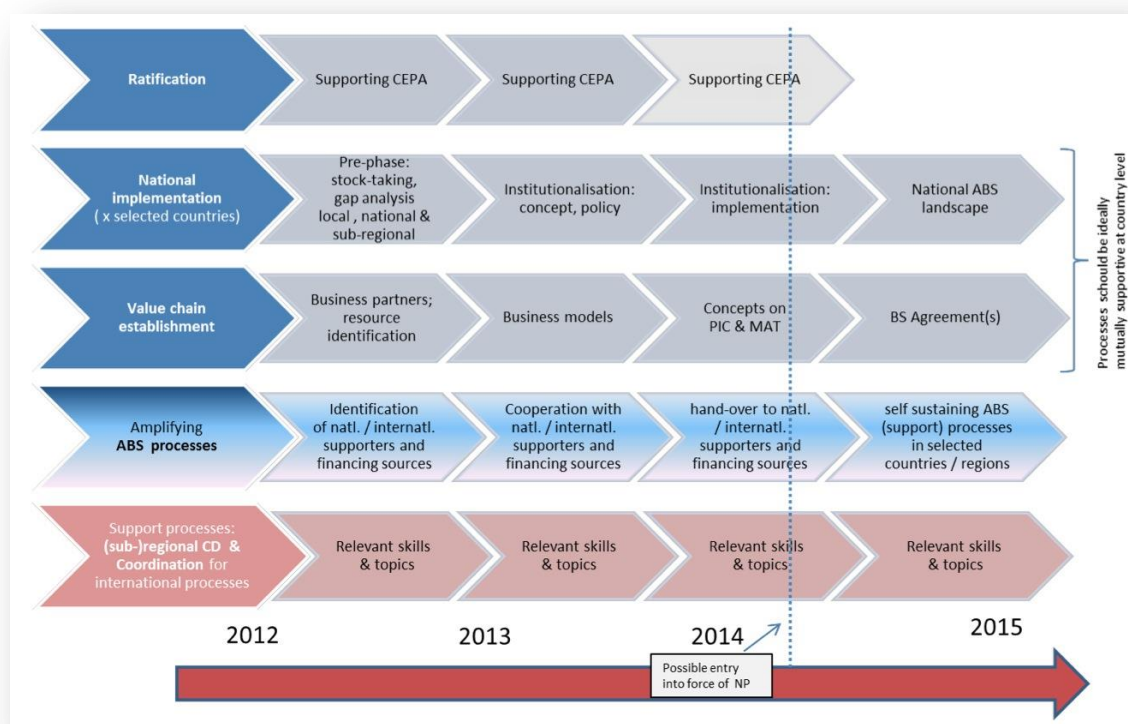 Ratification
Supporting CEPA
Supporting CEPA
Supporting CEPA
National
implementation
( x selected countries)
Pre-phase:
stock-taking,
gap analysis
local , national &
sub-regional
Institutionalisation:
concept, policy
Institutionalisation:
implementation
National ABS
landscape
Value chain
establishment
Business partners;
resource
identification
Business models
Concepts on
PIC & MAT
BS Agreement(s)
Processes schould be ideally
mutually supportive at country level
Amplifying
ABS processes
Identification
of natl. / internatl.
supporters and
financing sources
Cooperation with
natl. / internatl.
supporters and
financing sources
hand-over to natl.
/ internatl.
supporters and
financing sources
self sustaining ABS
(support) processes
in selected
countries / regions
Support processes:
(sub-)regional CD &
Coordination for
international processes
Relevant skills
& topics
Relevant skills
& topics
Relevant skills
& topics
Relevant skills
& topics
2012
2013
2014
2015
Possible entry
into force of NP